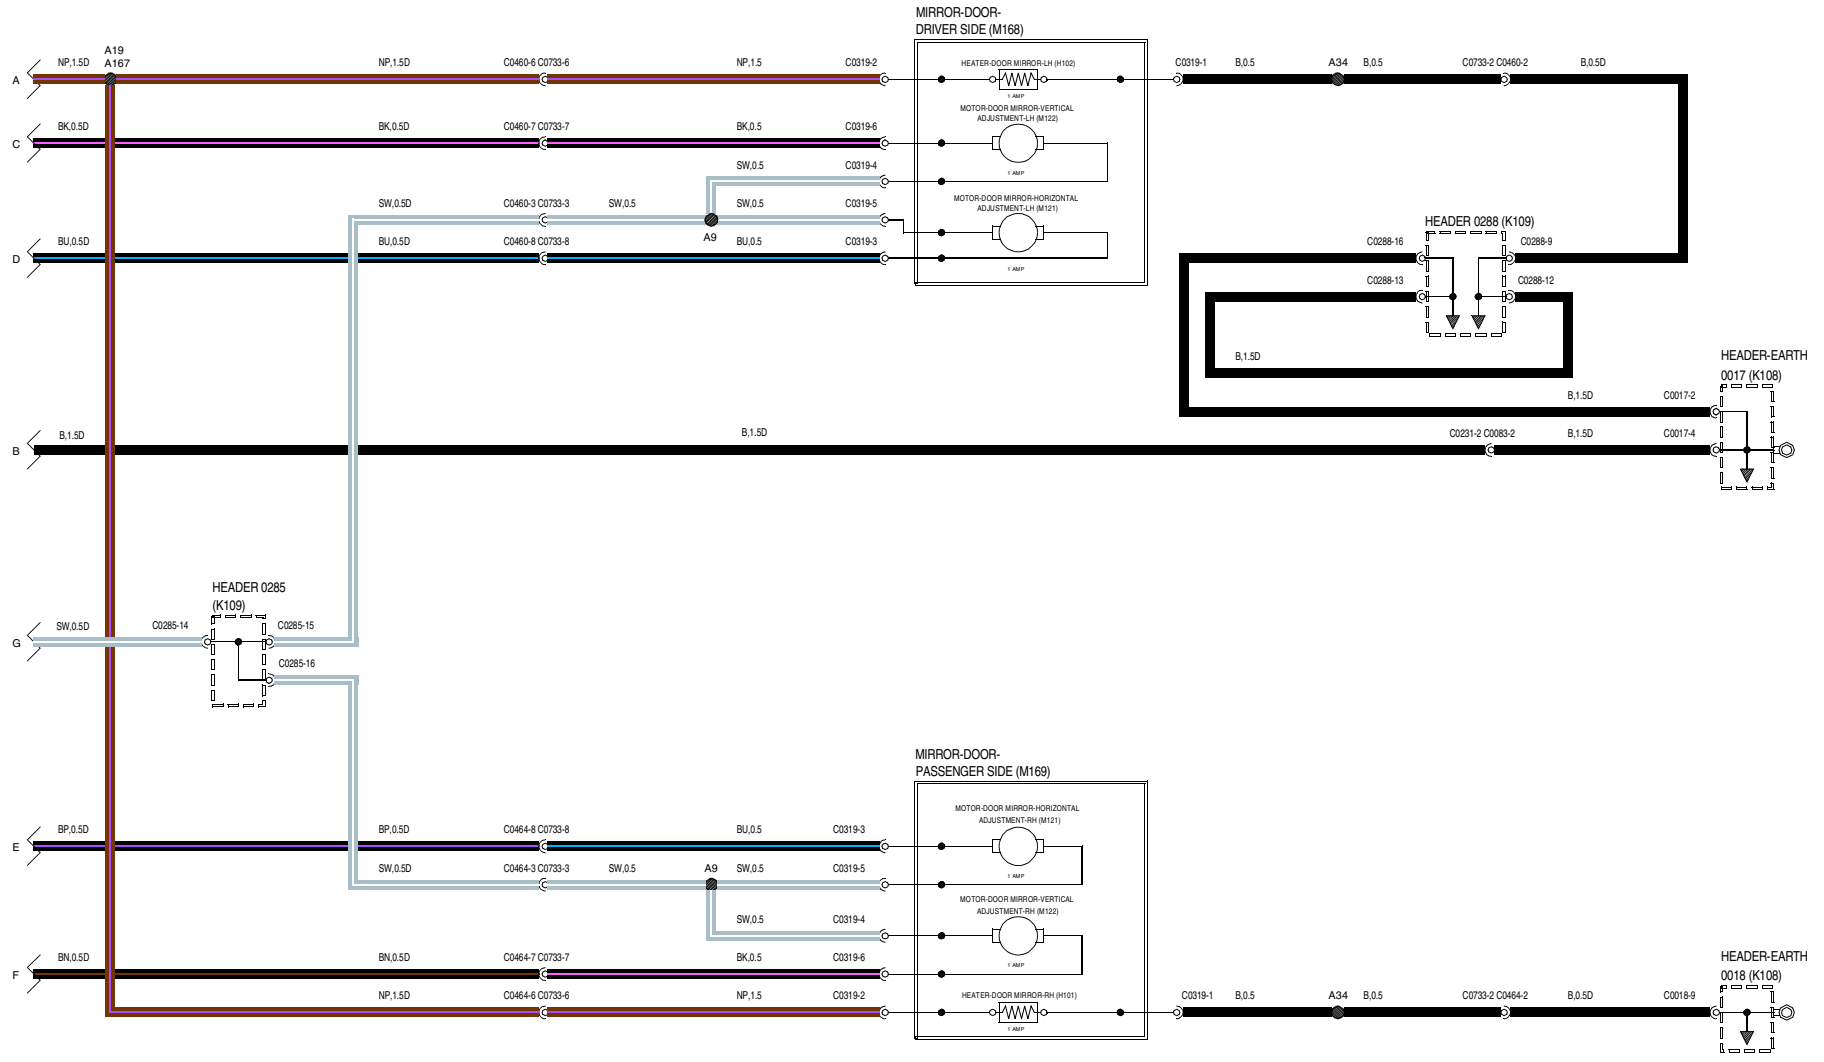 MIRROR-DOOR-
DRIVER SIDE (M168)
A19
A167
A
NP,1.5D
NP,1.5D
C0460-6 C0733-6
NP,1.5
C0319-2
HEATER-DOOR MIRROR-LH (H102)
1 AMP
C0319-1
B,0.5
A34
B,0.5
C0733-2 C0460-2
B,0.5D
C
BK,0.5D
BK,0.5D
C0460-7 C0733-7
BK,0.5
C0319-6
MOTOR-DOOR MIRROR-VERTICAL
ADJUSTMENT-LH (M122)
1 AMP
SW,0.5
C0319-4
SW,0.5D
C0460-3 C0733-3
SW,0.5
A9
SW,0.5
C0319-5
MOTOR-DOOR MIRROR-HORIZONTAL
ADJUSTMENT-LH (M121)
1 AMP
D
BU,0.5D
BU,0.5D
C0460-8 C0733-8
BU,0.5
C0319-3
HEADER 0288 (K109)
C0288-16
C0288-9
C0288-13
C0288-12
B,1.5D
HEADER-EARTH
0017 (K108)
B,1.5D
C0017-2
B
B,1.5D
B,1.5D
C0231-2 C0083-2
B,1.5D
C0017-4
HEADER 0285
(K109)
G
SW,0.5D
C0285-14
C0285-15
C0285-16
MIRROR-DOOR-
PASSENGER SIDE (M169)
E
BP,0.5D
BP,0.5D
C0464-8 C0733-8
BU,0.5
C0319-3
MOTOR-DOOR MIRROR-HORIZONTAL
ADJUSTMENT-RH (M121)
1 AMP
SW,0.5D
C0464-3 C0733-3
SW,0.5
A9
SW,0.5
C0319-5
SW,0.5
C0319-4
MOTOR-DOOR MIRROR-VERTICAL
ADJUSTMENT-RH (M122)
1 AMP
F
BN,0.5D
BN,0.5D
C0464-7 C0733-7
BK,0.5
C0319-6
NP,1.5D
C0464-6 C0733-6
NP,1.5
C0319-2
HEATER-DOOR MIRROR-RH (H101)
1 AMP
C0319-1
B,0.5
A34
B,0.5
C0733-2 C0464-2
B,0.5D
C0018-9
HEADER-EARTH
0018 (K108)